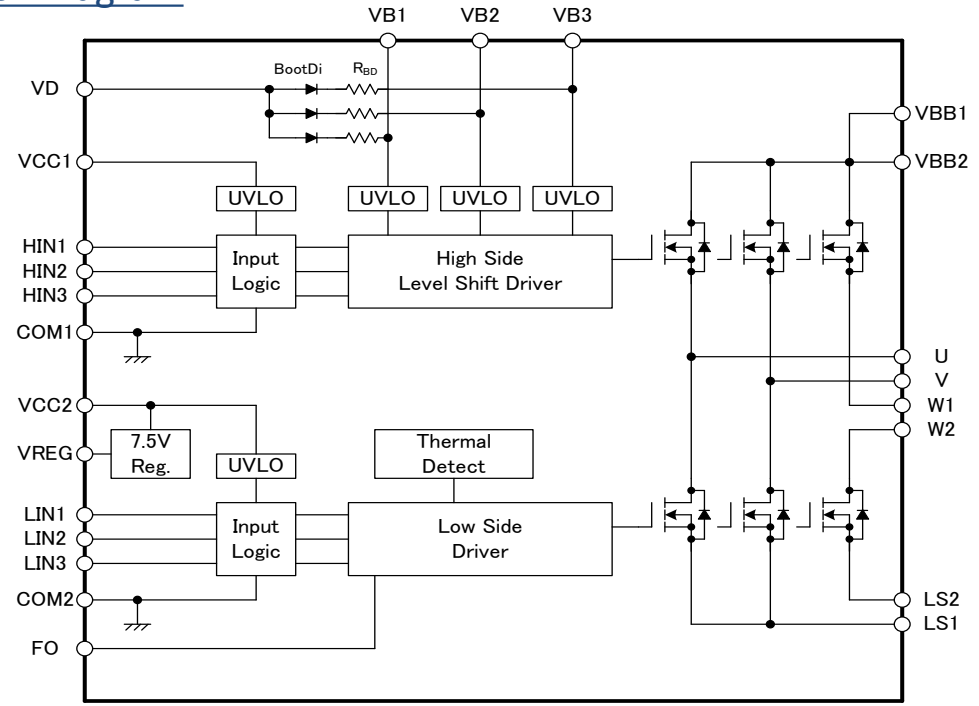 VB1 VB2 VB3
BootDi R_BD
VD
VBB1
VCC1
VBB2
UVLO UVLO UVLO UVLO
HIN1
HIN2
HIN3
Input
Logic
High Side
Level Shift Driver
COM1
U
V
W1
W2
VCC2
7.5V
Reg.
VREG
UVLO
Thermal
Detect
LIN1
LIN2
LIN3
Input
Logic
Low Side
Driver
COM2
LS2
LS1
FO